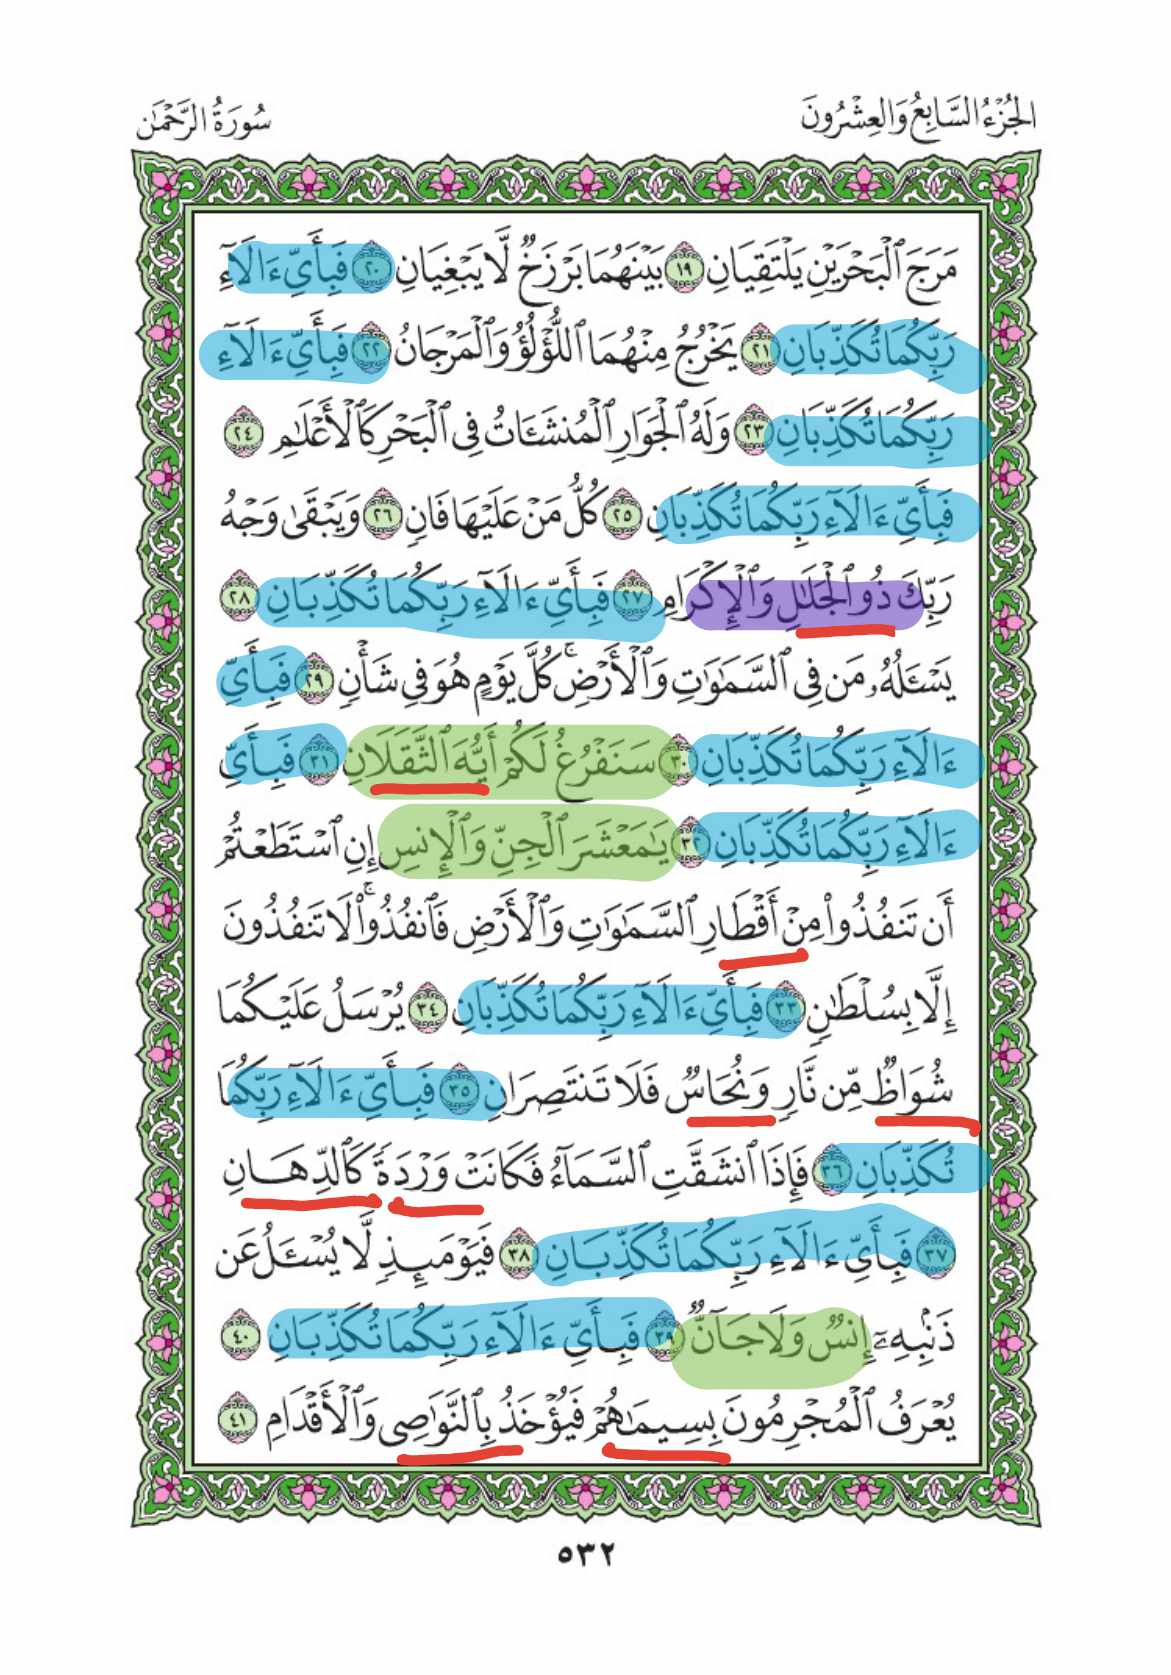 الجُزْءُ السَّابِعُ وَالعِشْرُونَ
سُورَةُ الرَّحْمَٰن
مَرَجَ ٱلْبَحْرَيْنِ يَلْتَقِيَانِ ١٩ بَيْنَهُمَا بَرْزَخٌ لَّا يَبْغِيَانِ ٢٠ فَبِأَىِّ ءَالَآءِ
رَبِّكُمَا تُكَذِّبَانِ ٢١ يَخْرُجُ مِنْهُمَا ٱللُّؤْلُؤُ وَٱلْمَرْجَانُ ٢٢ فَبِأَىِّ ءَالَآءِ
رَبِّكُمَا تُكَذِّبَانِ ٢٣ وَلَهُ ٱلْجَوَارِ ٱلْمُنشَـَٔاتُ فِى ٱلْبَحْرِ كَٱلْأَعْلَٰمِ ٢٤
فَبِأَىِّ ءَالَآءِ رَبِّكُمَا تُكَذِّبَانِ ٢٥ كُلُّ مَنْ عَلَيْهَا فَانٍ ٢٦ وَيَبْقَىٰ وَجْهُ
رَبِّكَ ذُو ٱلْجَلَٰلِ وَٱلْإِكْرَامِ ٢٧ فَبِأَىِّ ءَالَآءِ رَبِّكُمَا تُكَذِّبَانِ ٢٨
يَسْـَٔلُهُۥ مَن فِى ٱلسَّمَٰوَٰتِ وَٱلْأَرْضِ ۚ كُلَّ يَوْمٍ هُوَ فِى شَأْنٍ ٢٩ فَبِأَىِّ
ءَالَآءِ رَبِّكُمَا تُكَذِّبَانِ ٣٠ سَنَفْرُغُ لَكُمْ أَيُّهَ ٱلثَّقَلَانِ ٣١ فَبِأَىِّ
ءَالَآءِ رَبِّكُمَا تُكَذِّبَانِ ٣٢ يَٰمَعْشَرَ ٱلْجِنِّ وَٱلْإِنسِ إِنِ ٱسْتَطَعْتُمْ
أَن تَنفُذُوا۟ مِنْ أَقْطَارِ ٱلسَّمَٰوَٰتِ وَٱلْأَرْضِ فَٱنفُذُوا۟ ۚ لَا تَنفُذُونَ
إِلَّا بِسُلْطَٰنٍ ٣٣ فَبِأَىِّ ءَالَآءِ رَبِّكُمَا تُكَذِّبَانِ ٣٤ يُرْسَلُ عَلَيْكُمَا
شُوَاظٌ مِّن نَّارٍ وَنُحَاسٌ فَلَا تَنتَصِرَانِ ٣٥ فَبِأَىِّ ءَالَآءِ رَبِّكُمَا
تُكَذِّبَانِ ٣٦ فَإِذَا ٱنشَقَّتِ ٱلسَّمَآءُ فَكَانَتْ وَرْدَةً كَٱلدِّهَانِ
٣٧ فَبِأَىِّ ءَالَآءِ رَبِّكُمَا تُكَذِّبَانِ ٣٨ فَيَوْمَئِذٍ لَّا يُسْـَٔلُ عَن
ذَنۢبِهِۦٓ إِنسٌ وَلَا جَآنٌّ ٣٩ فَبِأَىِّ ءَالَآءِ رَبِّكُمَا تُكَذِّبَانِ ٤٠
يُعْرَفُ ٱلْمُجْرِمُونَ بِسِيمَٰهُمْ فَيُؤْخَذُ بِٱلنَّوَٰصِى وَٱلْأَقْدَامِ ٤١
٥٣٢